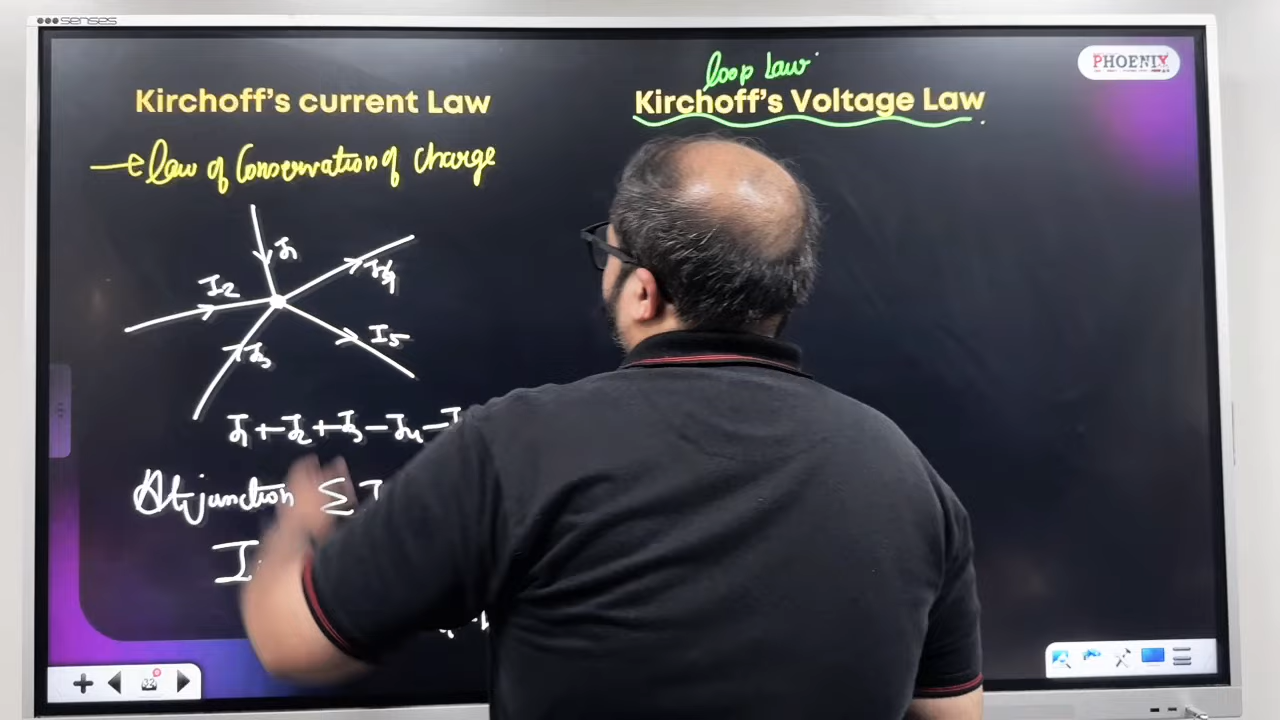 senses
PHOENIX
loop Law
Kirchoff's current Law
Kirchoff's Voltage Law
→ law of Conservation of charge
I1
I2
I4
I5
I3
I1 + I2 + I3 - I4 - I
At junction Σ I
I